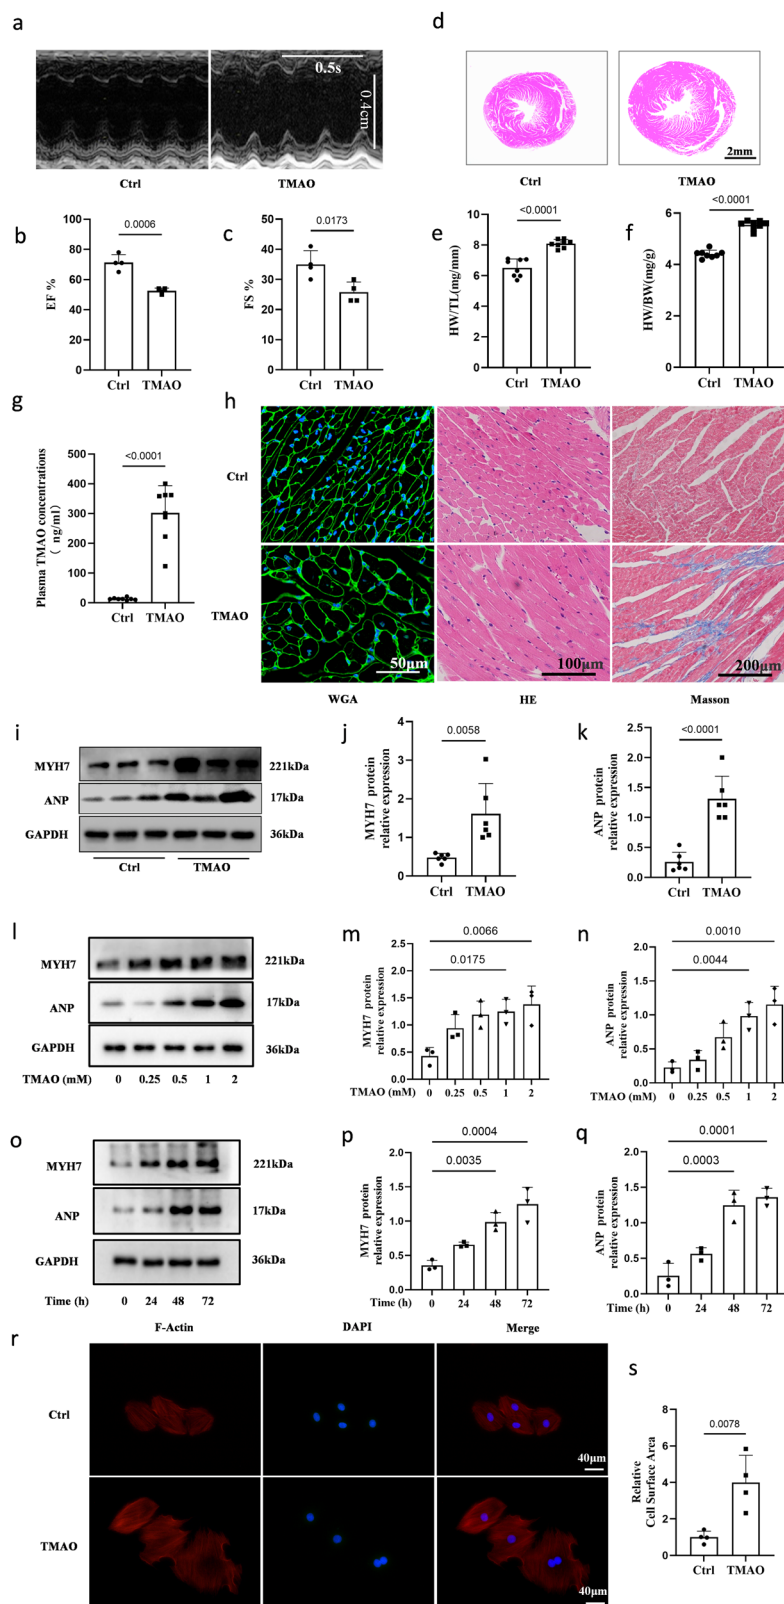 a
0.5s
0.4cm
Ctrl
TMAO
d
2mm
Ctrl
TMAO
b
0.0006
EF %
100
80
60
40
20
0
Ctrl
TMAO
c
0.0173
FS %
50
40
30
20
10
0
Ctrl
TMAO
e
<0.0001
HW/TL(mg/mm)
10
8
6
4
2
0
Ctrl
TMAO
f
<0.0001
HW/BW(mg/g)
6
4
2
0
Ctrl
TMAO
g
<0.0001
Plasma TMAO concentrations
( ng/ml)
500
400
300
200
100
0
Ctrl
TMAO
h
Ctrl
TMAO
50μm
100μm
200μm
WGA
HE
Masson
i
MYH7
221kDa
ANP
17kDa
GAPDH
36kDa
Ctrl
TMAO
j
0.0058
MYH7 protein
relative expression
4
3
2
1
0
Ctrl
TMAO
k
<0.0001
ANP protein
relative expression
2.5
2.0
1.5
1.0
0.5
0.0
Ctrl
TMAO
l
MYH7
221kDa
ANP
17kDa
GAPDH
36kDa
TMAO (mM) 0 0.25 0.5 1 2
m
0.0066
0.0175
MYH7 protein
relative expression
2.5
2.0
1.5
1.0
0.5
0.0
TMAO (mM) 0 0.25 0.5 1 2
n
0.0010
0.0044
ANP protein
relative expression
2.0
1.5
1.0
0.5
0.0
TMAO (mM) 0 0.25 0.5 1 2
o
MYH7
221kDa
ANP
17kDa
GAPDH
36kDa
Time (h) 0 24 48 72
p
0.0004
0.0035
MYH7 protein
relative expression
2.0
1.5
1.0
0.5
0.0
Time (h) 0 24 48 72
q
0.0001
0.0003
ANP protein
relative expression
2.0
1.5
1.0
0.5
0.0
Time (h) 0 24 48 72
r
F-Actin
DAPI
Merge
Ctrl
40μm
TMAO
40μm
s
0.0078
Relative
Cell Surface Area
8
6
4
2
0
Ctrl
TMAO